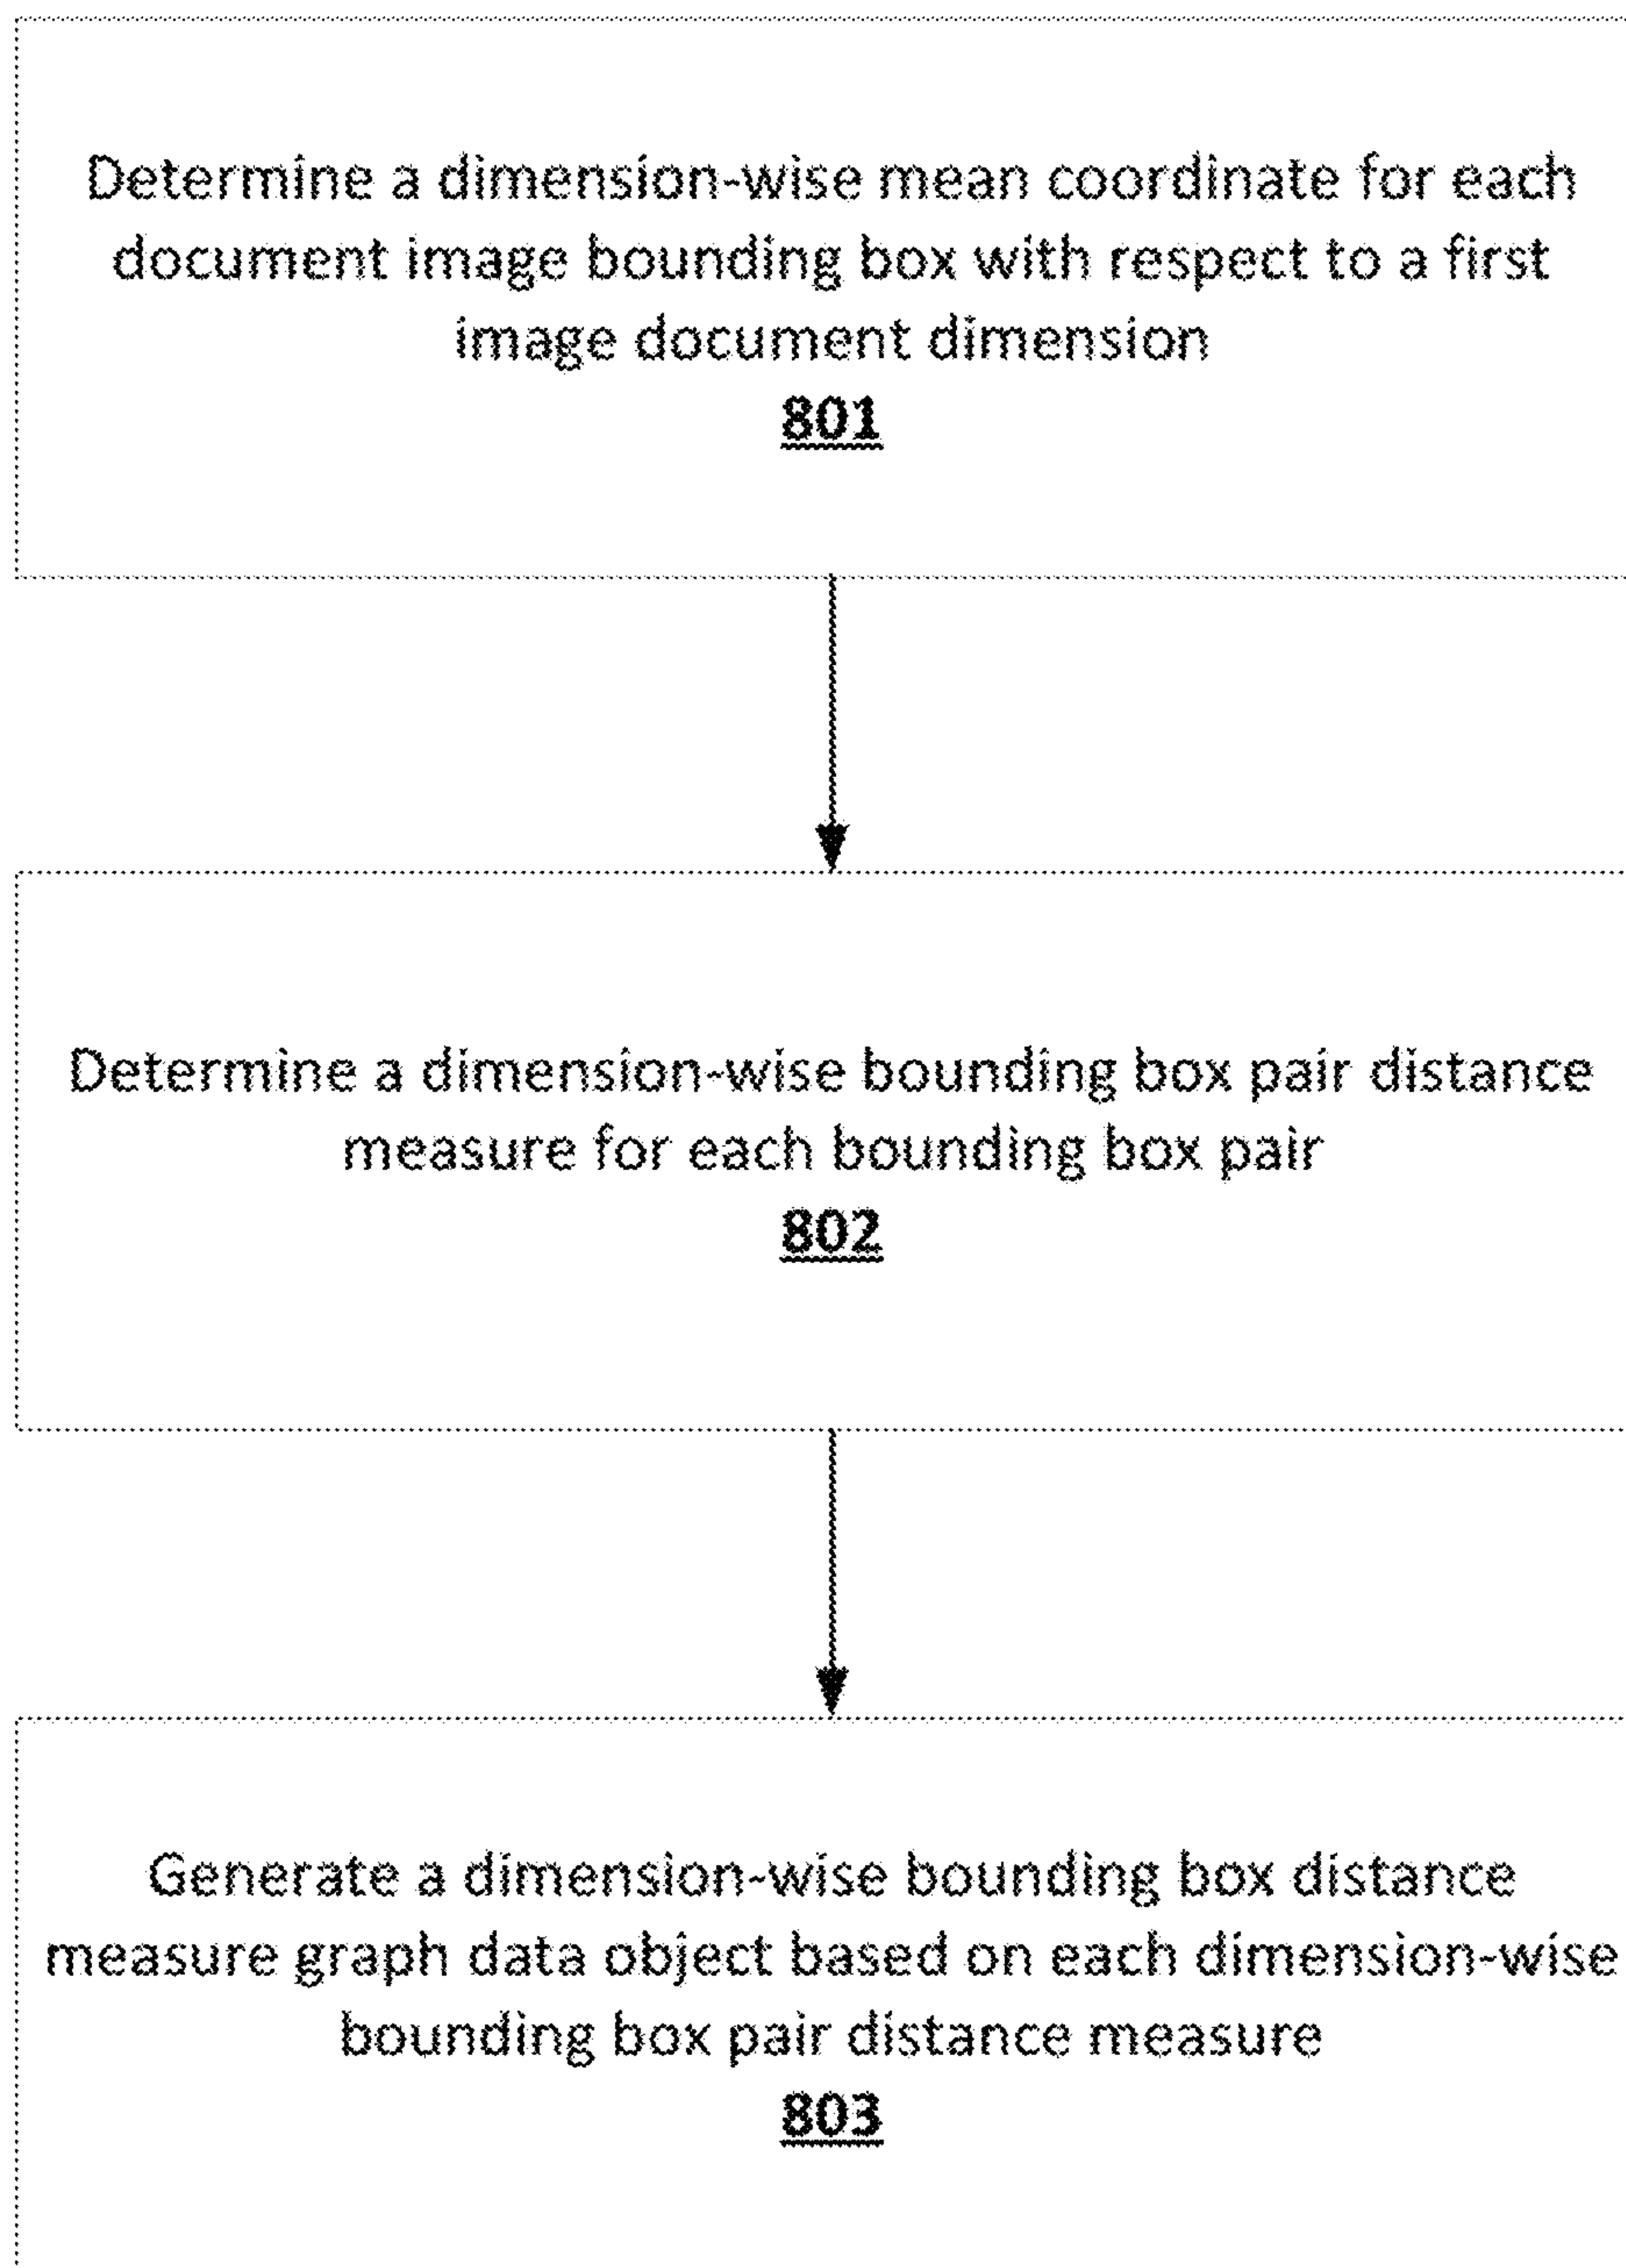 Determine a dimension-wise mean coordinate for each
document image bounding box with respect to a first
image document dimension
801
Determine a dimension-wise bounding box pair distance
measure for each bounding box pair
802
Generate a dimension-wise bounding box distance
measure graph data object based on each dimension-wise
bounding box pair distance measure
803